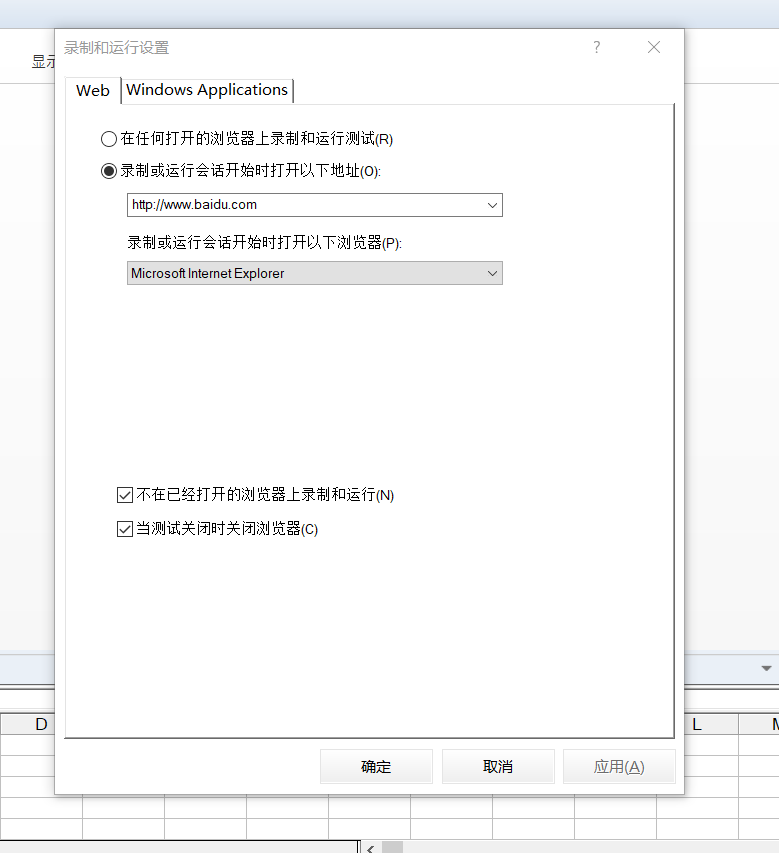 录制和运行设置
显示
Web
Windows Applications
在任何打开的浏览器上录制和运行测试(R)
录制或运行会话开始时打开以下地址(O):
http://www.baidu.com
录制或运行会话开始时打开以下浏览器(P):
Microsoft Internet Explorer
不在已经打开的浏览器上录制和运行(N)
当测试关闭时关闭浏览器(C)
D
L
M
确定
取消
应用(A)